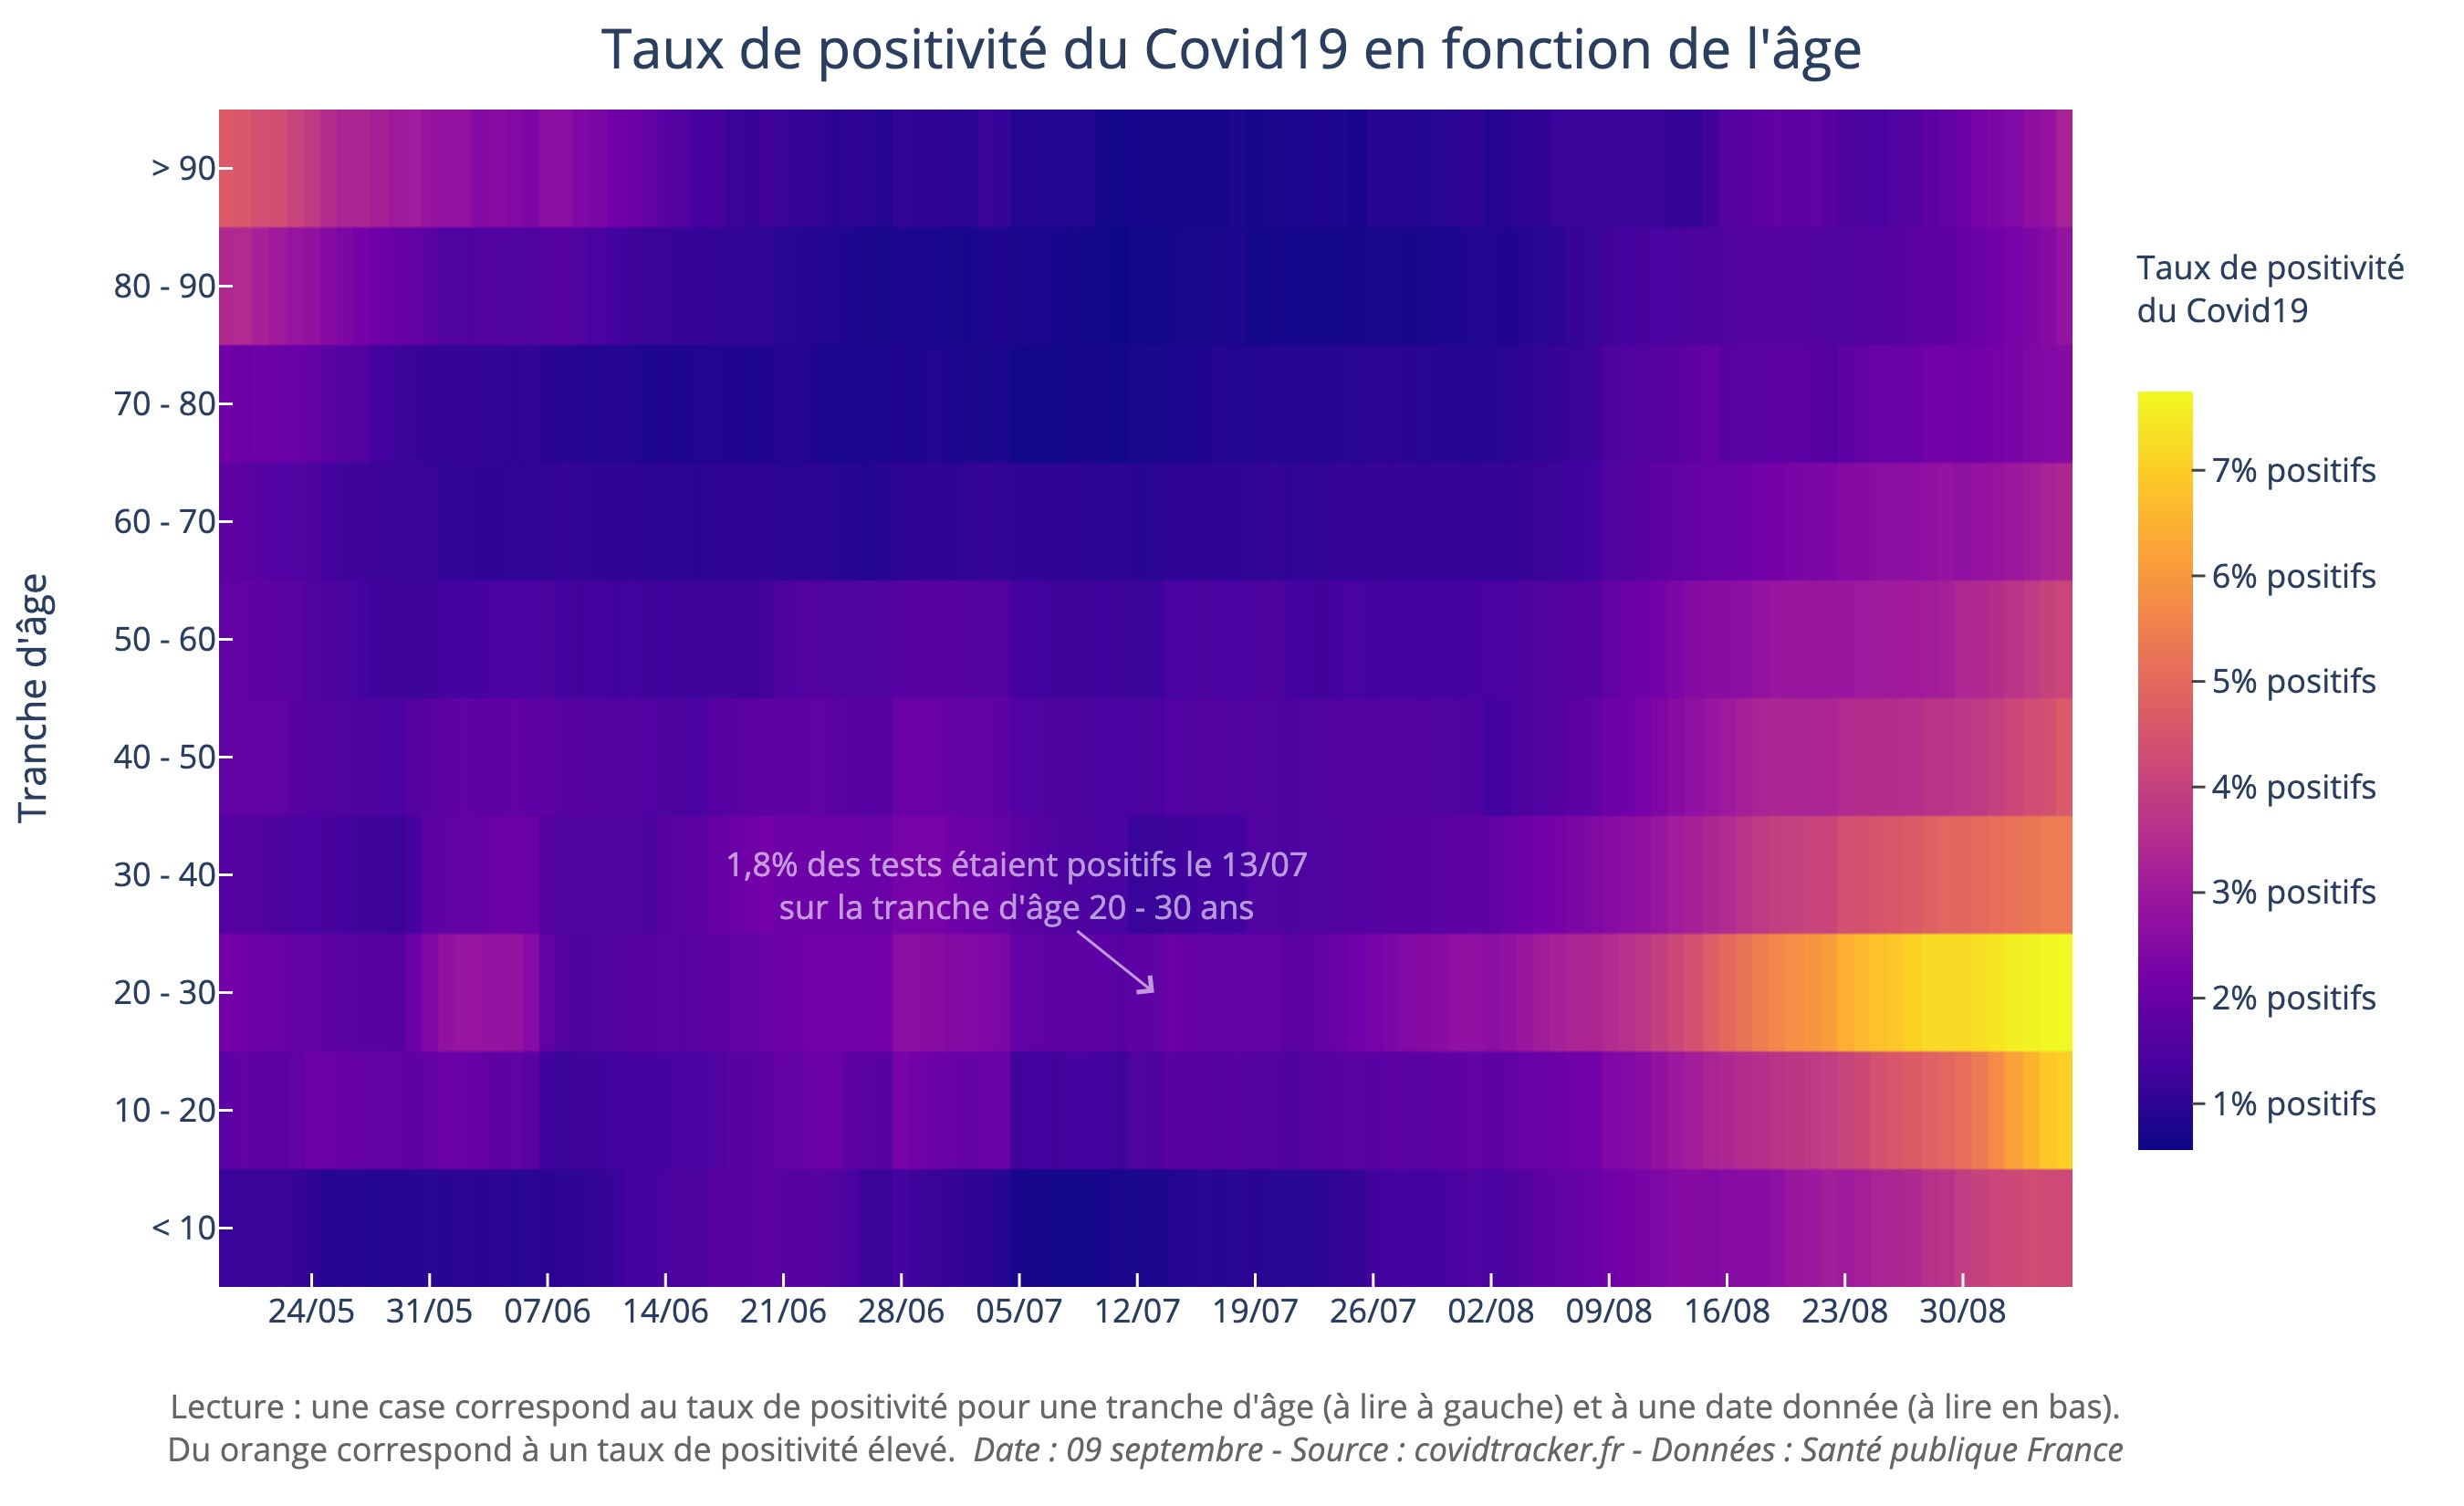 Taux de positivité du Covid19 en fonction de l'âge
Tranche d'âge
> 90
80 - 90
70 - 80
60 - 70
50 - 60
40 - 50
30 - 40
20 - 30
10 - 20
< 10
1,8% des tests étaient positifs le 13/07
sur la tranche d'âge 20 - 30 ans
24/05 31/05 07/06 14/06 21/06 28/06 05/07 12/07 19/07 26/07 02/08 09/08 16/08 23/08 30/08
Taux de positivité
du Covid19
7% positifs
6% positifs
5% positifs
4% positifs
3% positifs
2% positifs
1% positifs
Lecture : une case correspond au taux de positivité pour une tranche d'âge (à lire à gauche) et à une date donnée (à lire en bas).
Du orange correspond à un taux de positivité élevé. Date : 09 septembre - Source : covidtracker.fr - Données : Santé publique France